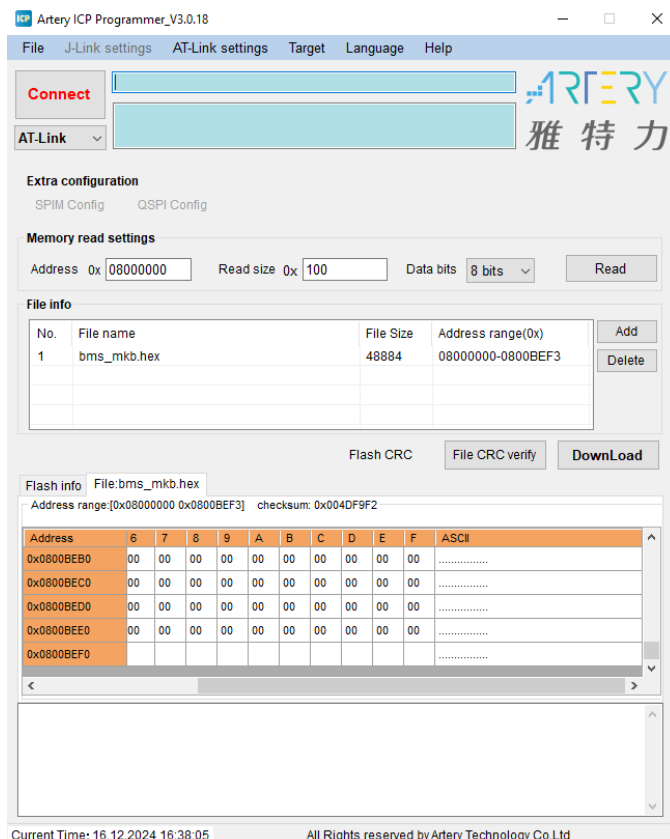 ICP Artery ICP Programmer_V3.0.18
File J-Link settings AT-Link settings Target Language Help
Connect
ARTERY
雅特力
AT-Link
Extra configuration
SPIM Config QSPI Config
Memory read settings
Address 0x 08000000 Read size 0x 100 Data bits 8 bits Read
File info
No. File name File Size Address range(0x) Add
1 bms_mkb.hex 48884 08000000-0800BEF3 Delete
Flash CRC File CRC verify DownLoad
Flash info File:bms_mkb.hex
Address range:[0x08000000 0x0800BEF3] checksum: 0x004DF9F2
Address 6 7 8 9 A B C D E F ASCII
0x0800BEB0 00 00 00 00 00 00 00 00 00 00 ................
0x0800BEC0 00 00 00 00 00 00 00 00 00 00 ................
0x0800BED0 00 00 00 00 00 00 00 00 00 00 ................
0x0800BEE0 00 00 00 00 00 00 00 00 00 00 ................
0x0800BEF0 ................
Current Time: 16.12.2024 16:38:05 All Rights reserved by Artery Technology Co.Ltd